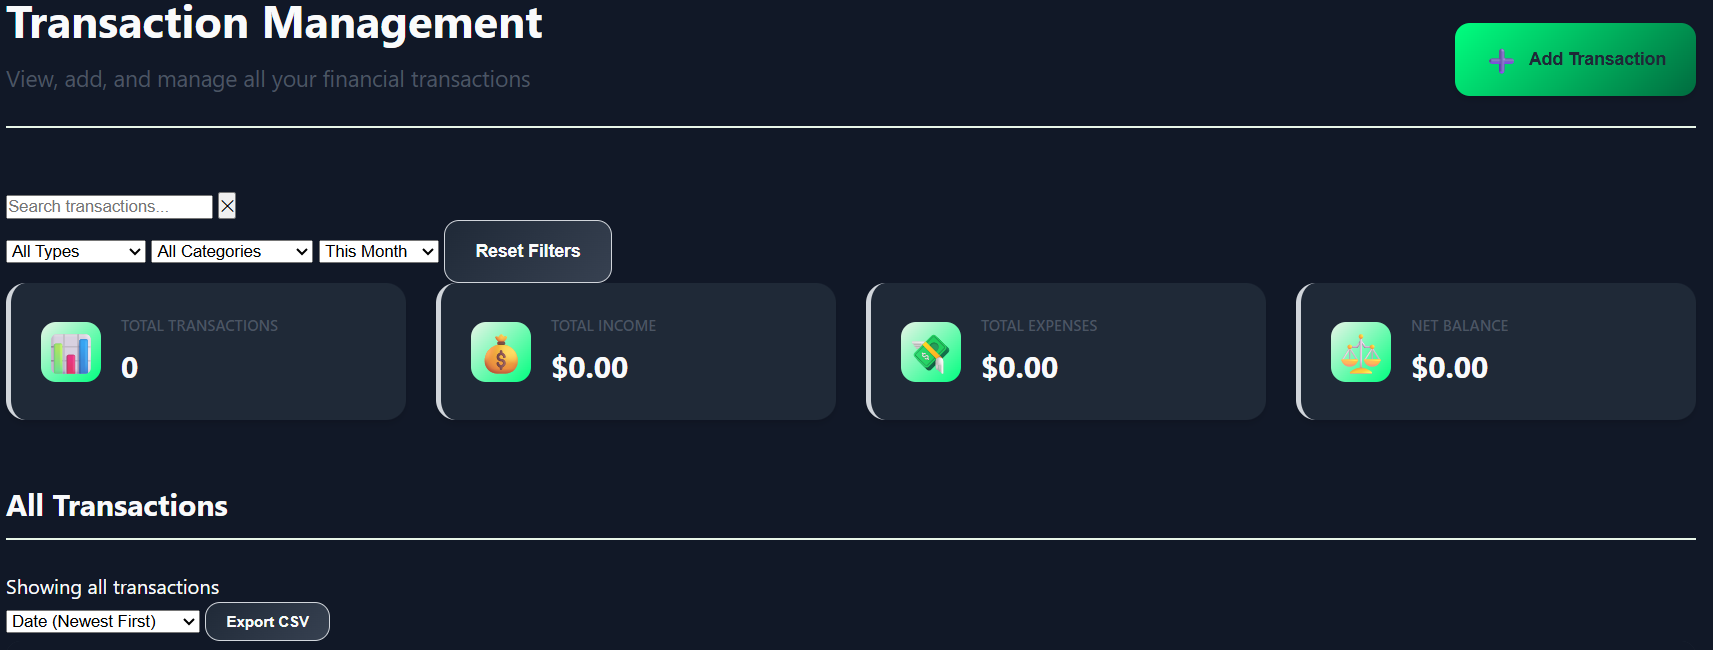 Transaction Management
View, add, and manage all your financial transactions
Add Transaction
Search transactions...
All Types
All Categories
This Month
Reset Filters
TOTAL TRANSACTIONS
0
TOTAL INCOME
$0.00
TOTAL EXPENSES
$0.00
NET BALANCE
$0.00
All Transactions
Showing all transactions
Date (Newest First)
Export CSV